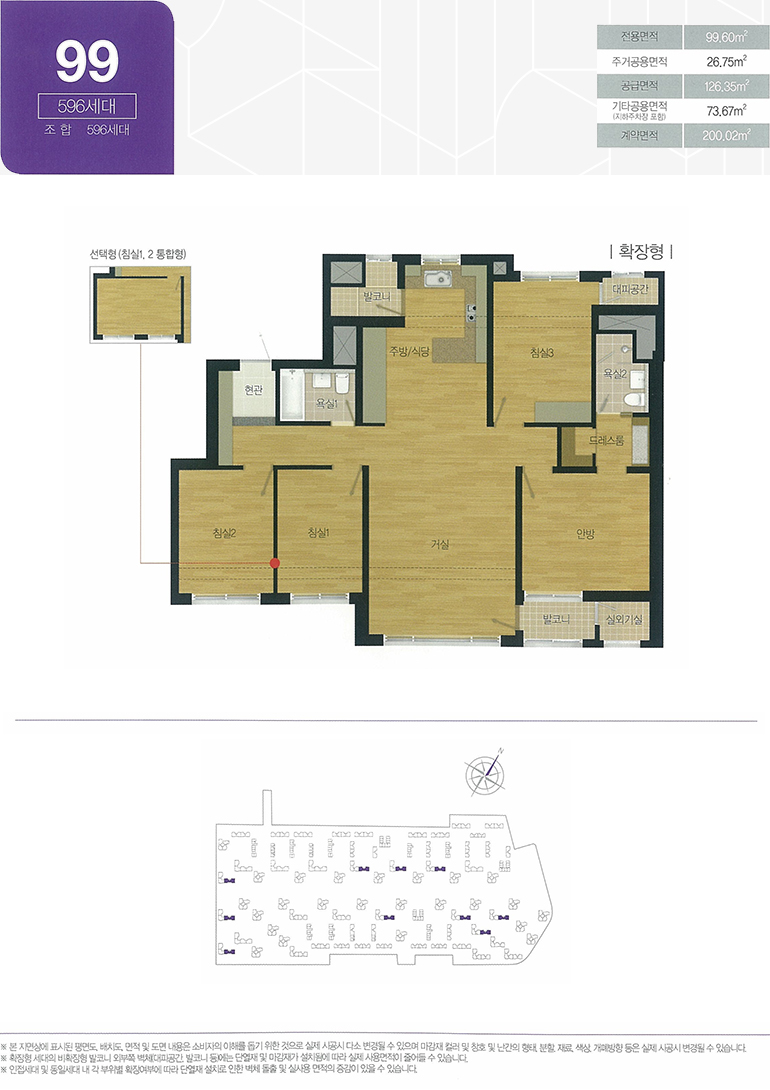 99
596세대
조 합 596세대
전용면적 99.60m²
주거공용면적 26.75m²
공급면적 126.35m²
기타공용면적 73.67m²
(지하주차장 포함)
계약면적 200.02m²
선택형 (침실1, 2 통합형)
| 확장형 |
발코니
대피공간
주방/식당
침실3
현관
욕실1
욕실2
드레스룸
침실2
침실1
거실
안방
발코니
실외기실
N
※ 본 지면상에 표시된 평면도, 배치도, 면적 및 도면 내용은 소비자의 이해를 돕기 위한 것으로 실제 시공시 다소 변경될 수 있으며 마감재 컬러 및 창호 및 난간의 형태, 분할, 재료, 색상, 개폐방향 등은 실제 시공시 변경될 수 있습니다.
※ 확장형 세대의 비확장형 발코니 외부쪽 벽체(대피공간, 발코니 등)에는 단열재 및 마감재가 설치됨에 따라 실제 사용면적이 줄어들 수 있습니다.
※ 인접세대 및 동일세대 내 각 부위별 확장여부에 따라 단열재 설치로 인한 벽체 돌출 및 실사용 면적의 증감이 있을 수 있습니다.